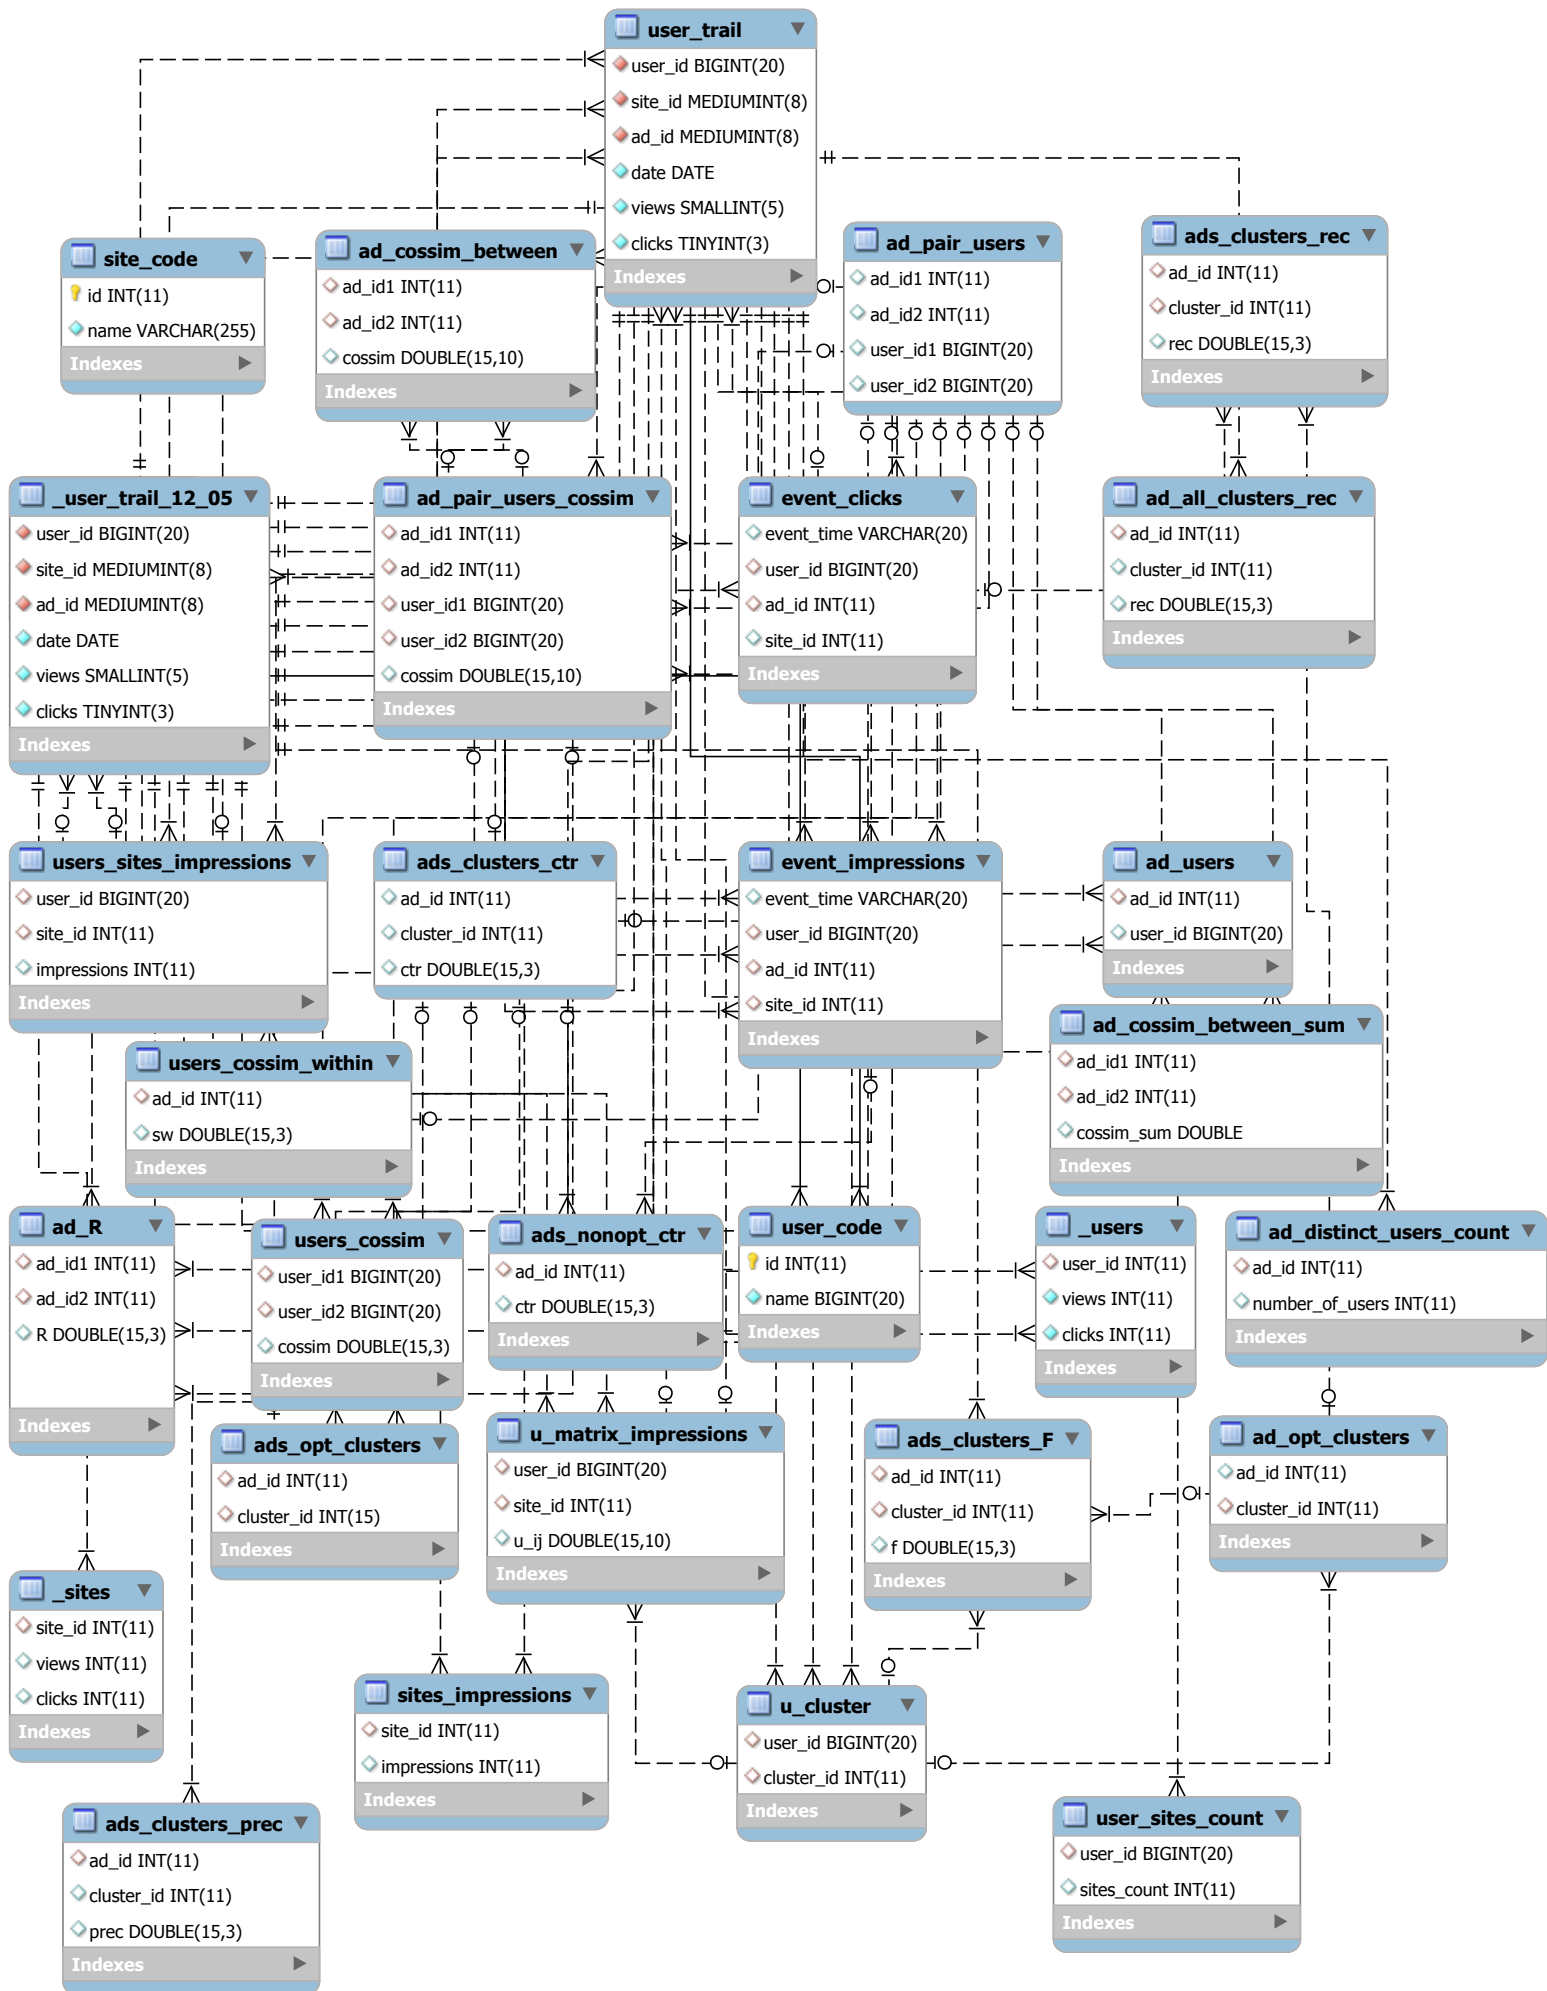 user_trail
user_id BIGINT(20)
site_id MEDIUMINT(8)
ad_id MEDIUMINT(8)
date DATE
views SMALLINT(5)
clicks TINYINT(3)
Indexes
site_code
id INT(11)
name VARCHAR(255)
Indexes
ad_cossim_between
ad_id1 INT(11)
ad_id2 INT(11)
cossim DOUBLE(15,10)
Indexes
ad_pair_users
ad_id1 INT(11)
ad_id2 INT(11)
user_id1 BIGINT(20)
user_id2 BIGINT(20)
ads_clusters_rec
ad_id INT(11)
cluster_id INT(11)
rec DOUBLE(15,3)
Indexes
_user_trail_12_05
user_id BIGINT(20)
site_id MEDIUMINT(8)
ad_id MEDIUMINT(8)
date DATE
views SMALLINT(5)
clicks TINYINT(3)
Indexes
ad_pair_users_cossim
ad_id1 INT(11)
ad_id2 INT(11)
user_id1 BIGINT(20)
user_id2 BIGINT(20)
cossim DOUBLE(15,10)
Indexes
event_clicks
event_time VARCHAR(20)
user_id BIGINT(20)
ad_id INT(11)
site_id INT(11)
Indexes
ad_all_clusters_rec
ad_id INT(11)
cluster_id INT(11)
rec DOUBLE(15,3)
Indexes
users_sites_impressions
user_id BIGINT(20)
site_id INT(11)
impressions INT(11)
Indexes
ads_clusters_ctr
ad_id INT(11)
cluster_id INT(11)
ctr DOUBLE(15,3)
event_impressions
event_time VARCHAR(20)
user_id BIGINT(20)
ad_id INT(11)
site_id INT(11)
Indexes
ad_users
ad_id INT(11)
user_id BIGINT(20)
Indexes
users_cossim_within
ad_id INT(11)
sw DOUBLE(15,3)
Indexes
ad_cossim_between_sum
ad_id1 INT(11)
ad_id2 INT(11)
cossim_sum DOUBLE
Indexes
ad_R
ad_id1 INT(11)
ad_id2 INT(11)
R DOUBLE(15,3)
Indexes
users_cossim
user_id1 BIGINT(20)
user_id2 BIGINT(20)
cossim DOUBLE(15,3)
Indexes
ads_nonopt_ctr
ad_id INT(11)
ctr DOUBLE(15,3)
Indexes
user_code
id INT(11)
name BIGINT(20)
Indexes
_users
user_id INT(11)
views INT(11)
clicks INT(11)
Indexes
ad_distinct_users_count
ad_id INT(11)
number_of_users INT(11)
Indexes
ads_opt_clusters
ad_id INT(11)
cluster_id INT(15)
Indexes
u_matrix_impressions
user_id BIGINT(20)
site_id INT(11)
u_ij DOUBLE(15,10)
Indexes
ads_clusters_F
ad_id INT(11)
cluster_id INT(11)
f DOUBLE(15,3)
Indexes
ad_opt_clusters
ad_id INT(11)
cluster_id INT(11)
Indexes
_sites
site_id INT(11)
views INT(11)
clicks INT(11)
Indexes
sites_impressions
site_id INT(11)
impressions INT(11)
Indexes
u_cluster
user_id BIGINT(20)
cluster_id INT(11)
Indexes
ads_clusters_prec
ad_id INT(11)
cluster_id INT(11)
prec DOUBLE(15,3)
Indexes
user_sites_count
user_id BIGINT(20)
sites_count INT(11)
Indexes